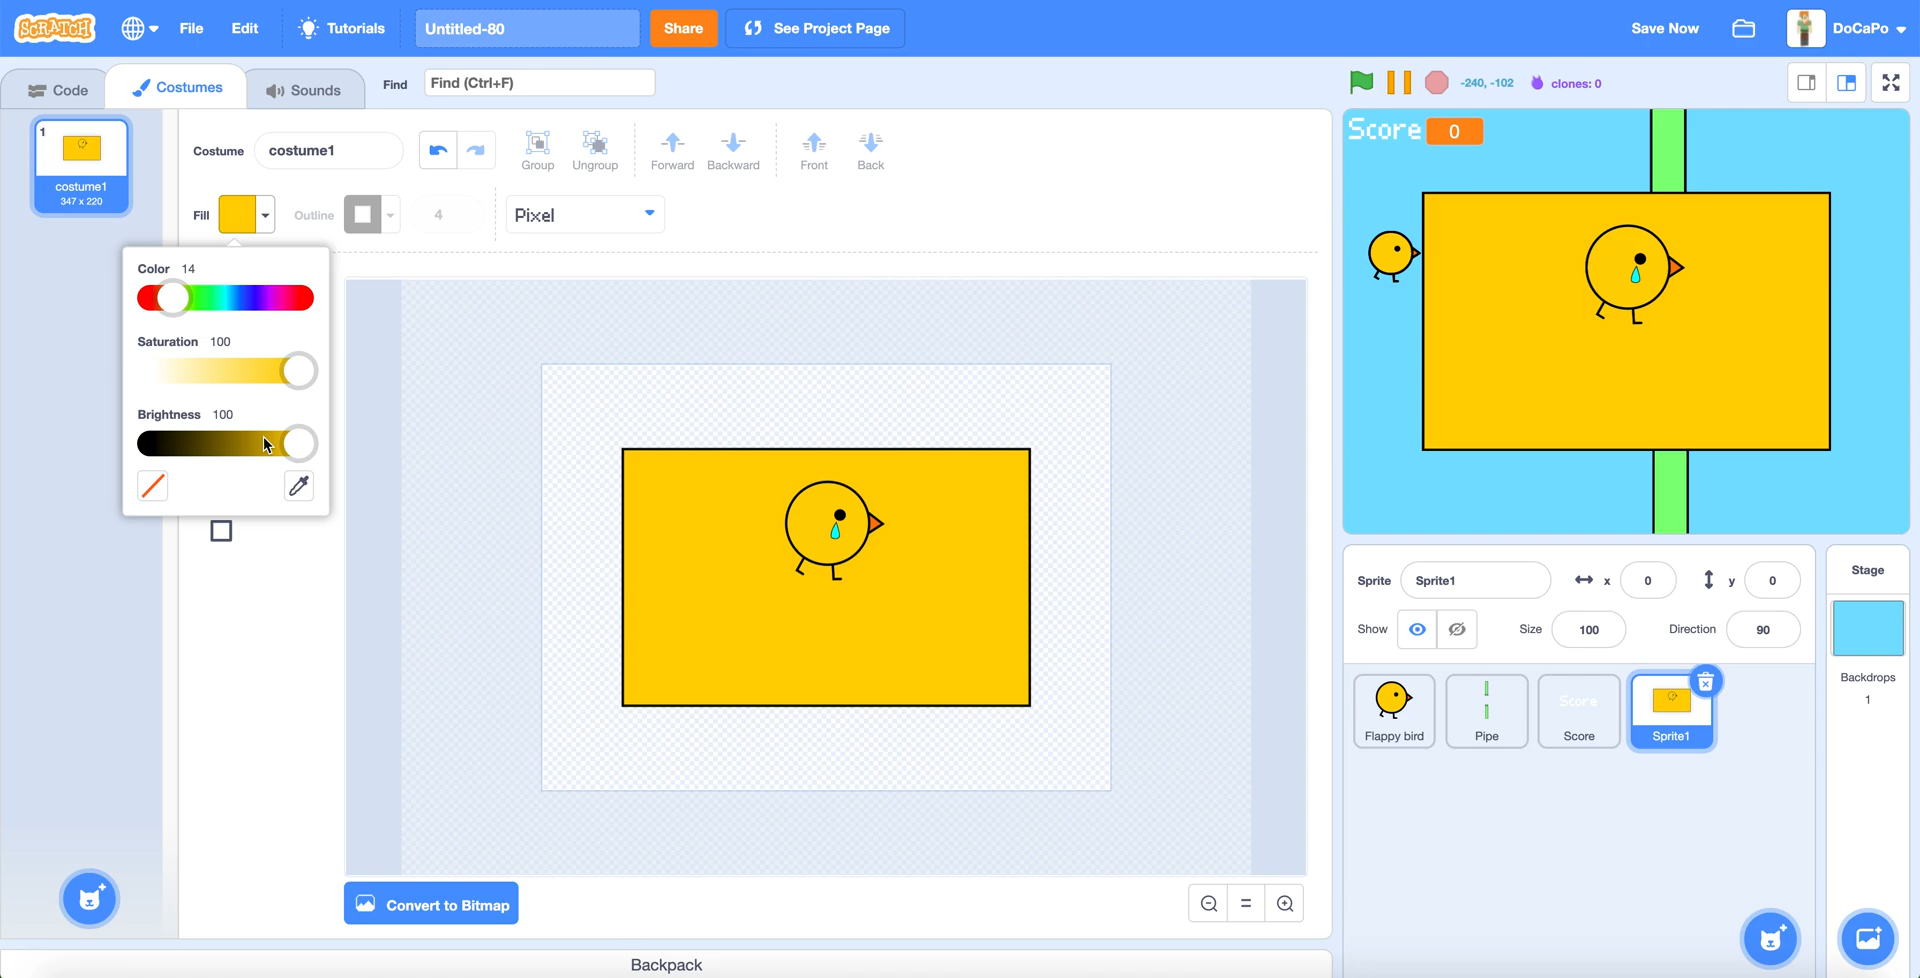 SCRATCH File Edit Tutorials Untitled-80 Share See Project Page Save Now DoCaPo
Code Costumes Sounds Find Find (Ctrl+F) -240, -102 clones: 0
1
costume1
347 x 220
Costume costume1 Group Ungroup Forward Backward Front Back
Fill Outline 4 Pixel
Color 14
Saturation 100
Brightness 100
Convert to Bitmap
Backpack
Score 0
Sprite Sprite1 x 0 y 0
Show Size 100 Direction 90
Flappy bird Pipe Score Score Sprite1
Stage
Backdrops
1